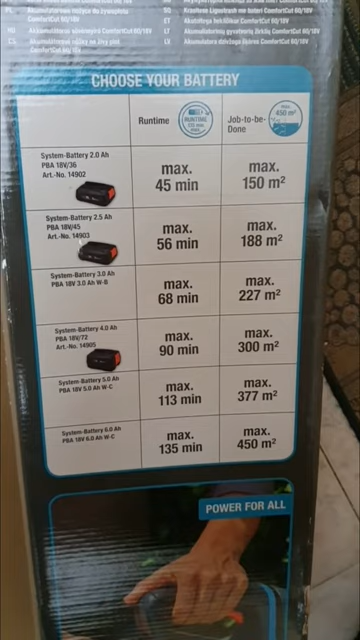 ComfortCut 60/18V
CHOOSE YOUR BATTERY
Runtime
RUNTIME
Job-to-be-
Done
max.
450 m²
System-Battery 2.0 Ah
PBA 18V/36
Art.-No. 14902
max.
45 min
max.
150 m²
System-Battery 2.5 Ah
PBA 18V/45
Art.-No. 14903
max.
56 min
max.
188 m²
System-Battery 3.0 Ah
PBA 18V 3.0 Ah W-B
max.
68 min
max.
227 m²
System-Battery 4.0 Ah
PBA 18V/72
Art.-No. 14905
max.
90 min
max.
300 m²
System-Battery 5.0 Ah
PBA 18V 5.0 Ah W-C
max.
113 min
max.
377 m²
System-Battery 6.0 Ah
PBA 18V 6.0 Ah W-C
max.
135 min
max.
450 m²
POWER FOR ALL